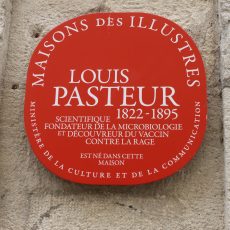 MAISONS DES ILLUSTRES
LOUIS
PASTEUR
1822-1895
SCIENTIFIQUE
FONDATEUR DE LA MICROBIOLOGIE
ET DÉCOUVREUR DU VACCIN
CONTRE LA RAGE
EST NÉ DANS CETTE
MAISON
MINISTÈRE DE LA CULTURE ET DE LA COMMUNICATION